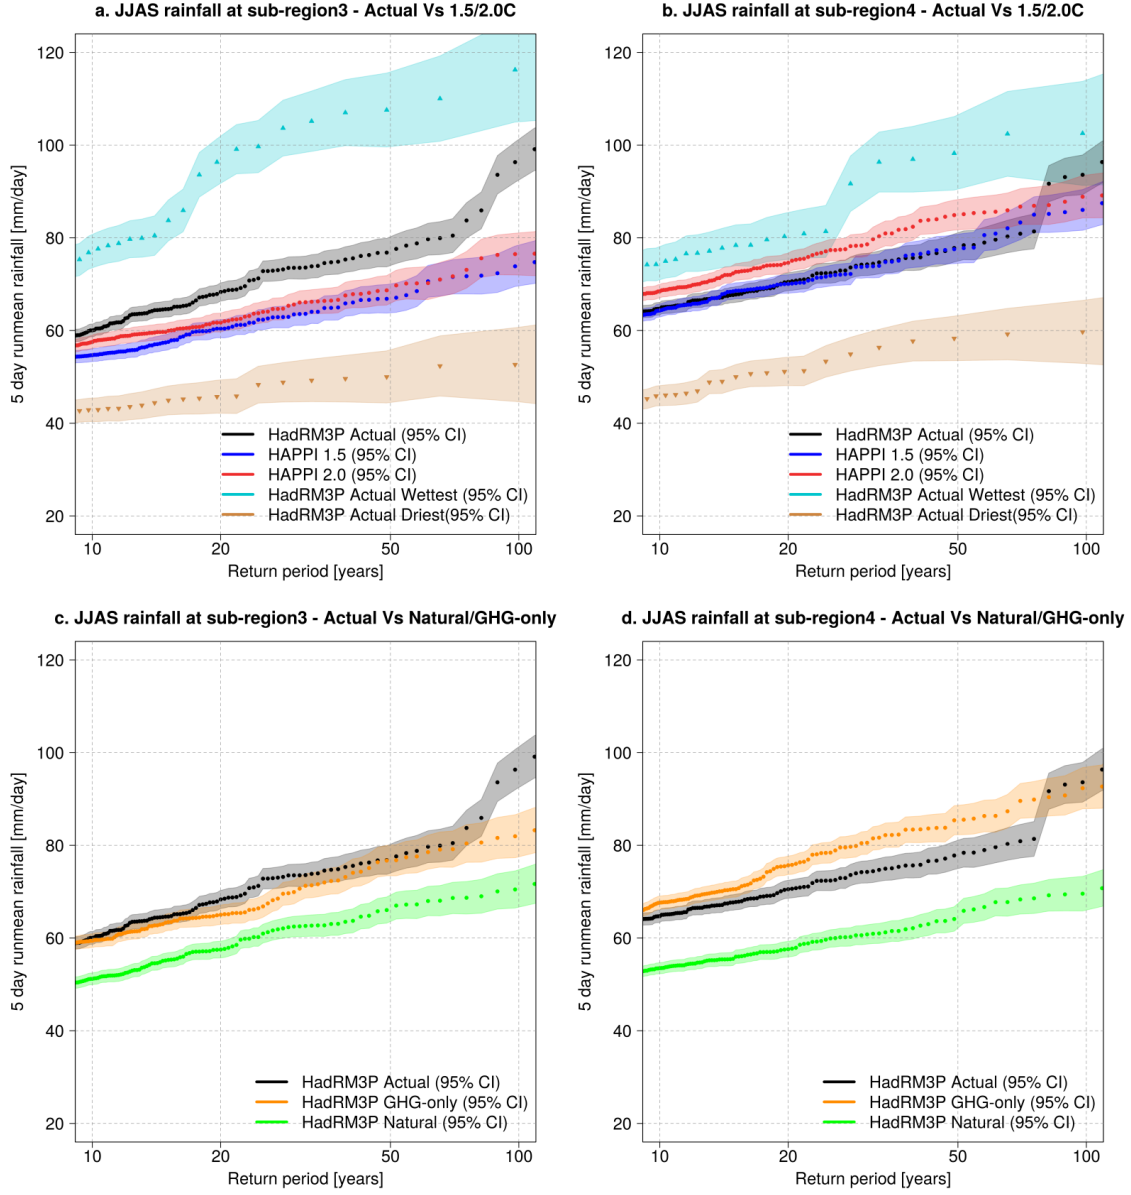 a. JJAS rainfall at sub-region3 - Actual Vs 1.5/2.0C
120
100
80
60
40
20
5 day runmean rainfall [mm/day]
HadRM3P Actual (95% CI)
HAPPI 1.5 (95% CI)
HAPPI 2.0 (95% CI)
HadRM3P Actual Wettest (95% CI)
HadRM3P Actual Driest(95% CI)
10 20 50 100
Return period [years]
b. JJAS rainfall at sub-region4 - Actual Vs 1.5/2.0C
120
100
80
60
40
20
5 day runmean rainfall [mm/day]
HadRM3P Actual (95% CI)
HAPPI 1.5 (95% CI)
HAPPI 2.0 (95% CI)
HadRM3P Actual Wettest (95% CI)
HadRM3P Actual Driest(95% CI)
10 20 50 100
Return period [years]
c. JJAS rainfall at sub-region3 - Actual Vs Natural/GHG-only
120
100
80
60
40
20
5 day runmean rainfall [mm/day]
HadRM3P Actual (95% CI)
HadRM3P GHG-only (95% CI)
HadRM3P Natural (95% CI)
10 20 50 100
Return period [years]
d. JJAS rainfall at sub-region4 - Actual Vs Natural/GHG-only
120
100
80
60
40
20
5 day runmean rainfall [mm/day]
HadRM3P Actual (95% CI)
HadRM3P GHG-only (95% CI)
HadRM3P Natural (95% CI)
10 20 50 100
Return period [years]